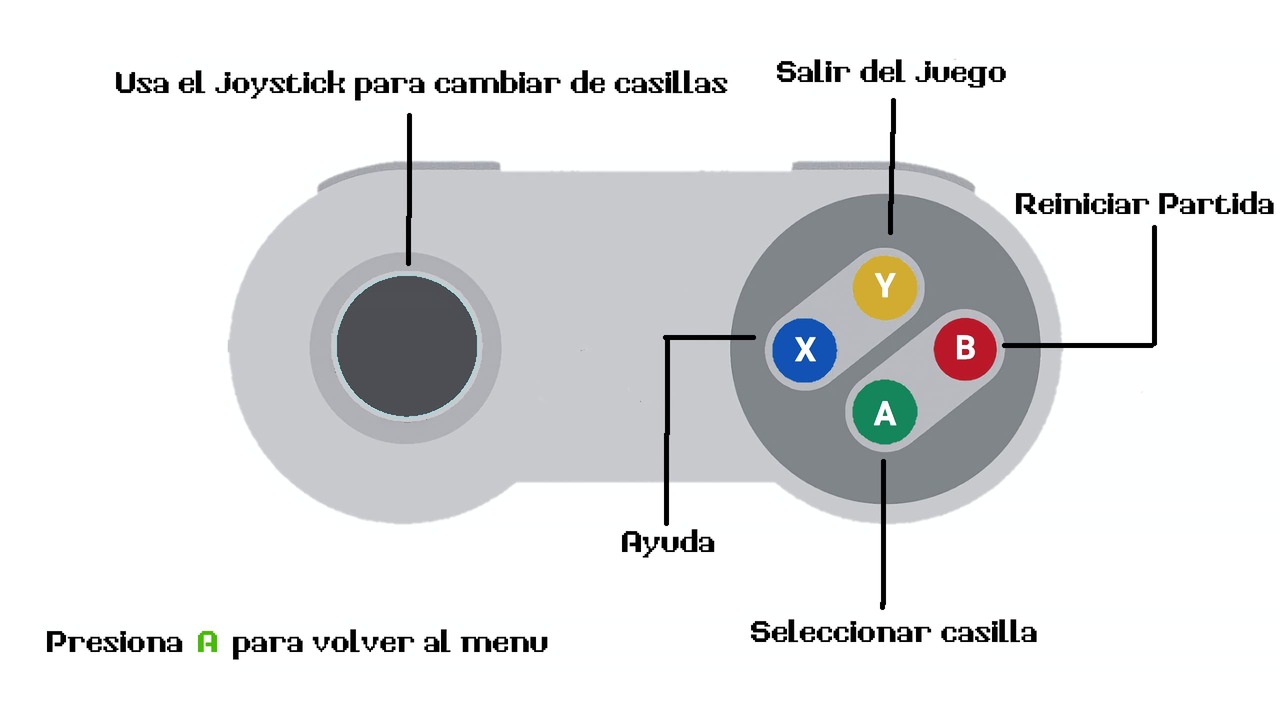 Usa el Joystick para cambiar de casillas
Salir del Juego
Reiniciar Partida
Y
X
B
A
Ayuda
Seleccionar casilla
Presiona A para volver al menu